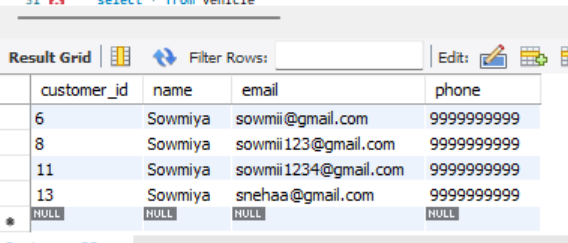 31 select * from vehicle
Result Grid Filter Rows: Edit:
customer_id name email phone
6 Sowmiya sowmii@gmail.com 9999999999
8 Sowmiya sowmii123@gmail.com 9999999999
11 Sowmiya sowmii1234@gmail.com 9999999999
13 Sowmiya snehaa@gmail.com 9999999999
* NULL NULL NULL NULL